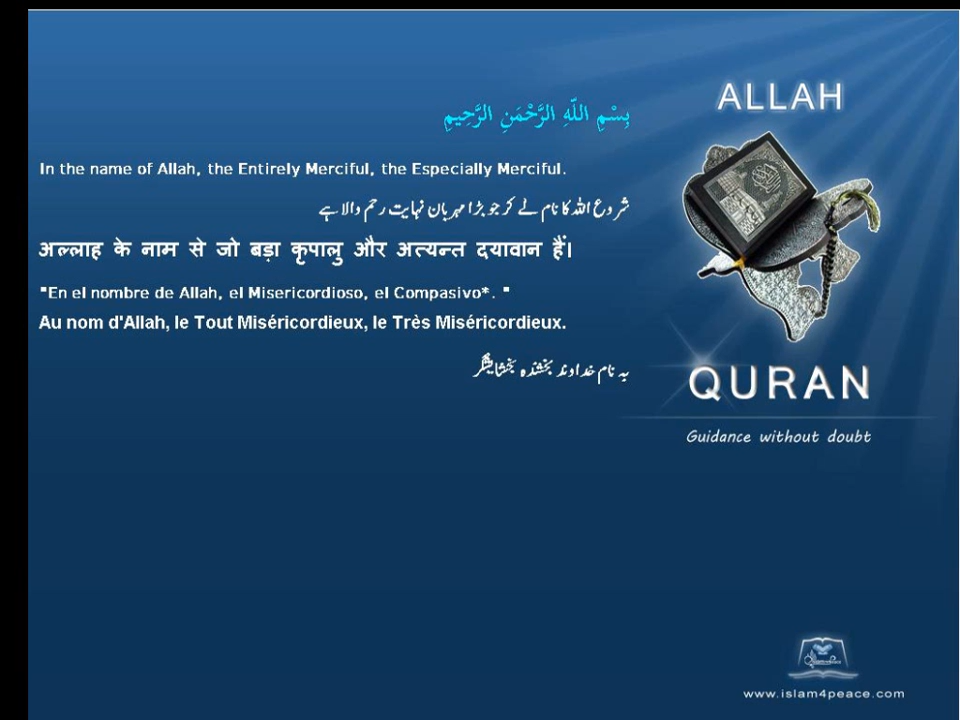 بِسْمِ اللَّهِ الرَّحْمَنِ الرَّحِيمِ
In the name of Allah, the Entirely Merciful, the Especially Merciful.
شروع اللہ کا نام لے کر جو بڑا مہربان نہایت رحم والا ہے
अल्लाह के नाम से जो बड़ा कृपालु और अत्यन्त दयावान हैं।
"En el nombre de Allah, el Misericordioso, el Compasivo*. "
Au nom d'Allah, le Tout Miséricordieux, le Très Miséricordieux.
به نام خداوند بخشنده بخشایشگر
ALLAH
QURAN
Guidance without doubt
www.islam4peace.com